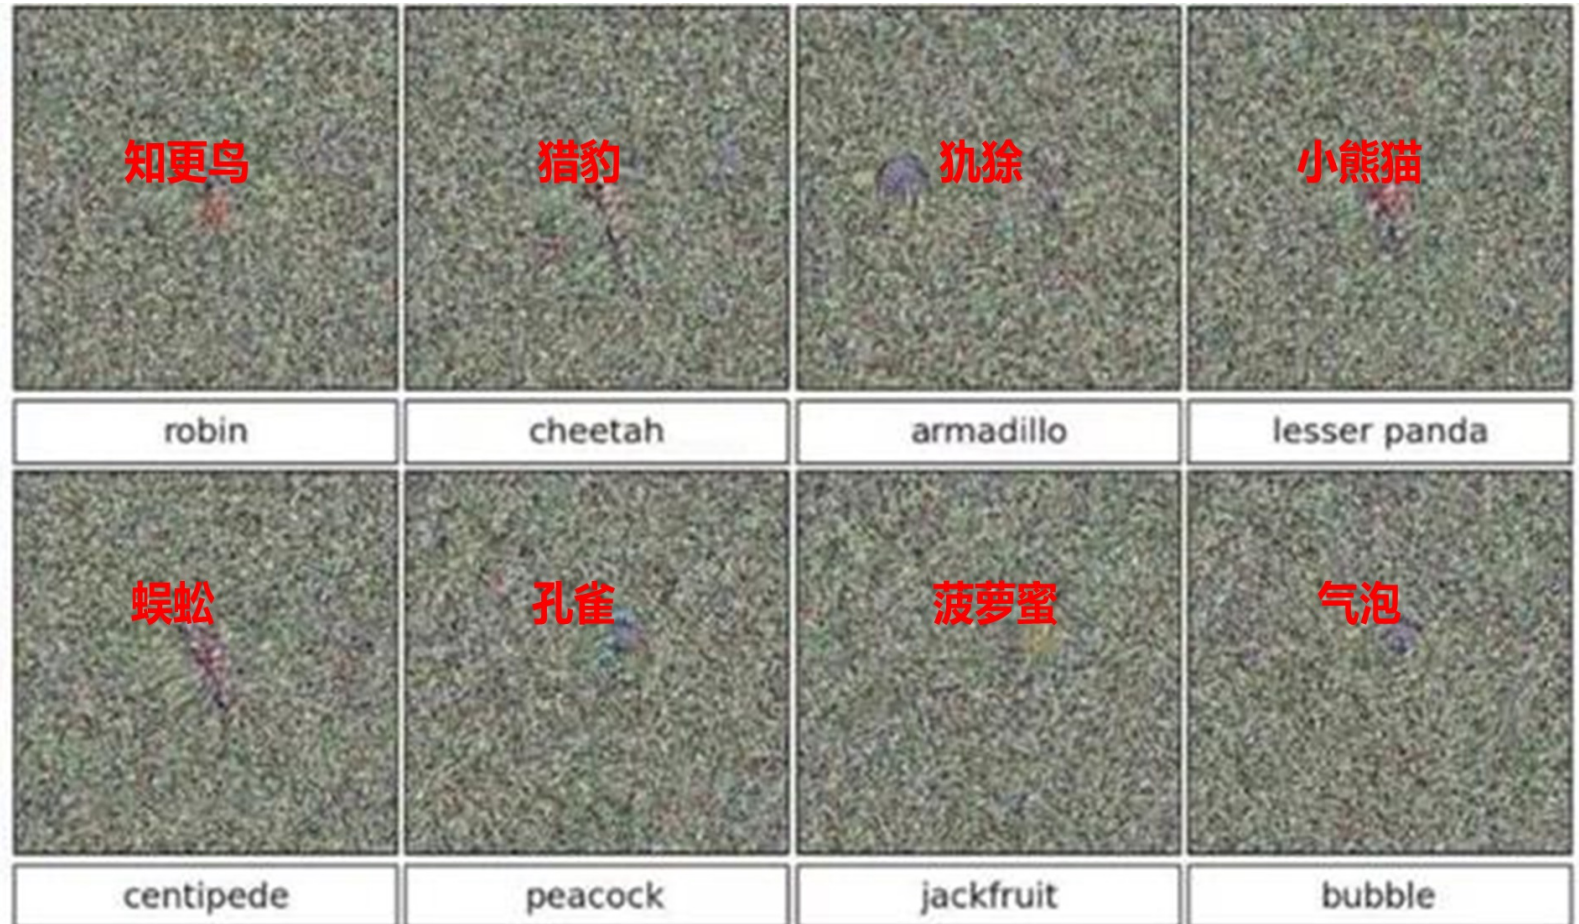 知更鸟
猎豹
犰狳
小熊猫
robin
cheetah
armadillo
lesser panda
蜈蚣
孔雀
菠萝蜜
气泡
centipede
peacock
jackfruit
bubble